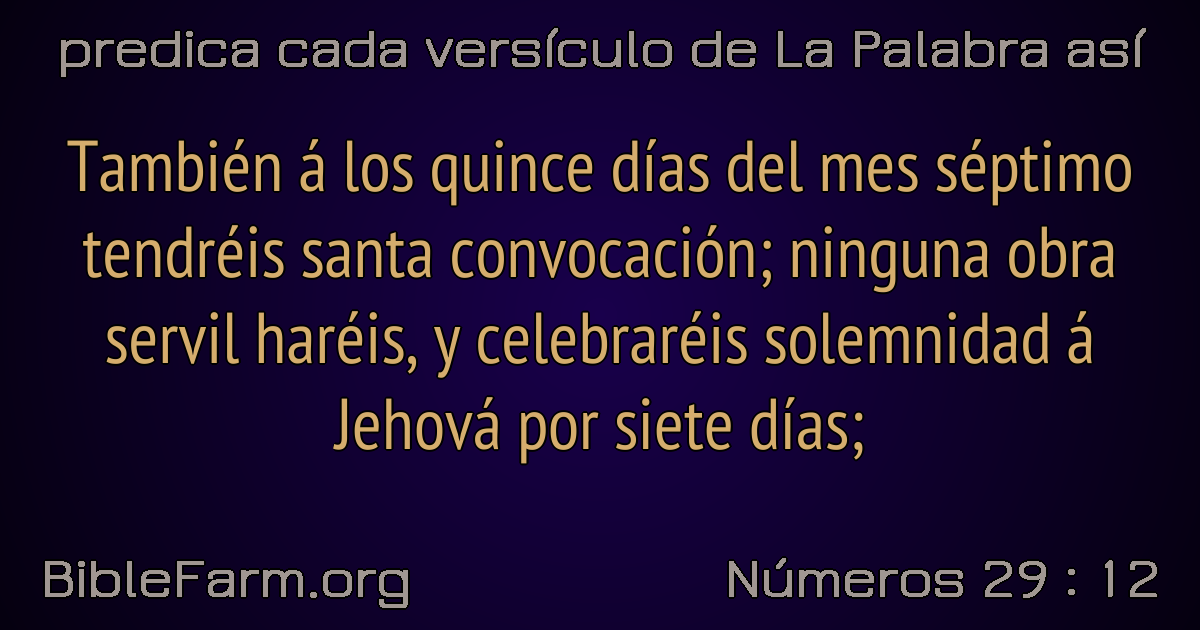 predica cada versículo de La Palabra así
También á los quince días del mes séptimo
tendréis santa convocación; ninguna obra
servil haréis, y celebraréis solemnidad á
Jehová por siete días;
BibleFarm.org
Números 29 : 12